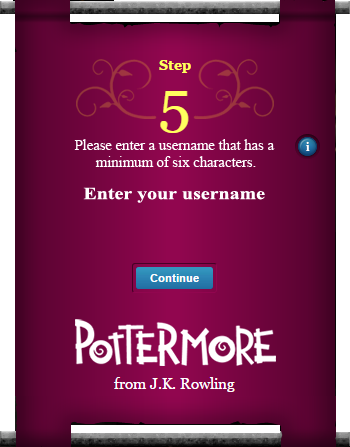 Step
5
Please enter a username that has a
minimum of six characters.
i
Enter your username
Continue
POTTERMORE
from J.K. Rowling